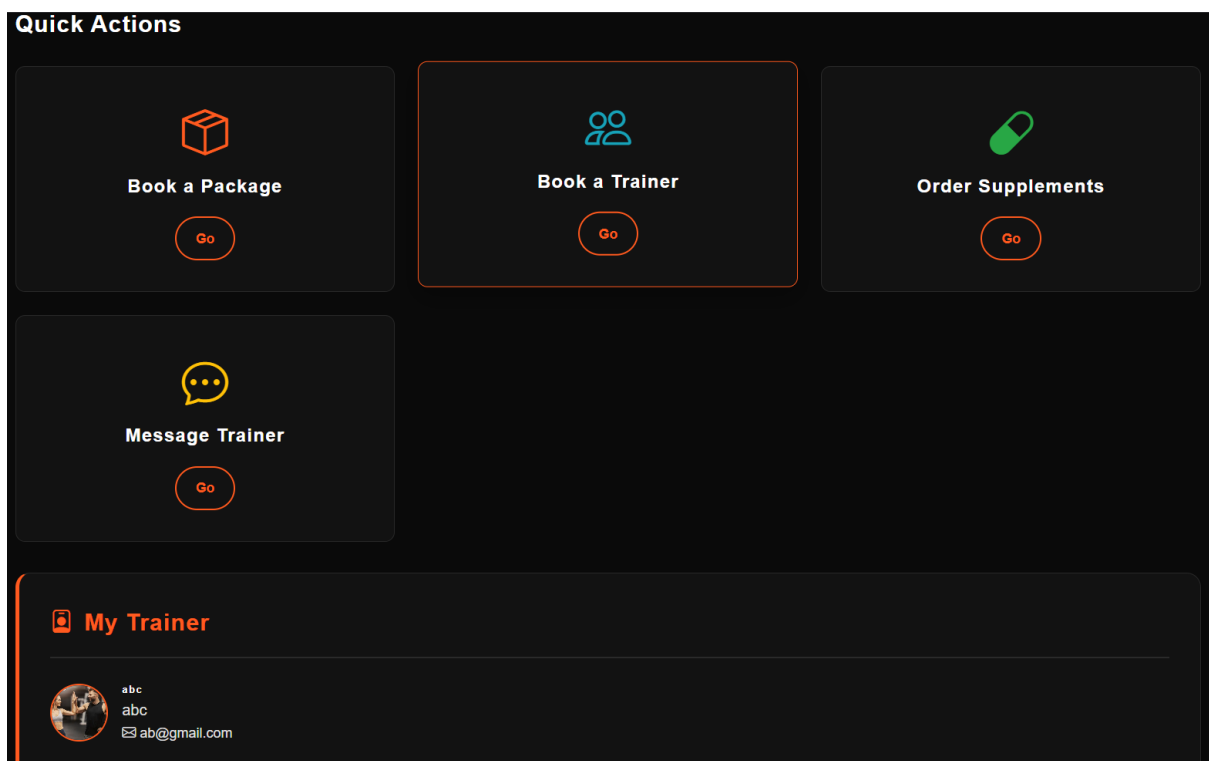 Quick Actions
Book a Package
Go
Book a Trainer
Go
Order Supplements
Go
Message Trainer
Go
My Trainer
abc
abc
ab@gmail.com